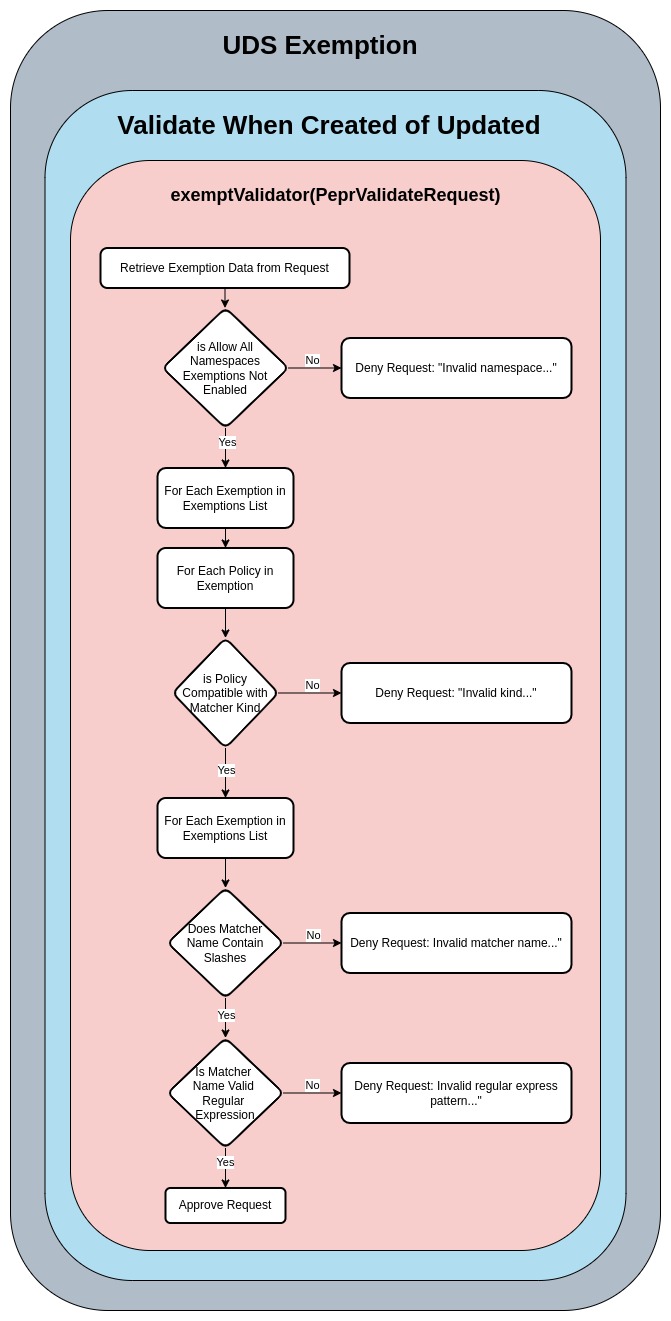 UDS Exemption
Validate When Created of Updated
exemptValidator(PeprValidateRequest)
Retrieve Exemption Data from Request
is Allow All
Namespaces
Exemptions Not
Enabled
No
Deny Request: "Invalid namespace..."
Yes
For Each Exemption in
Exemptions List
For Each Policy in
Exemption
is Policy
Compatible with
Matcher Kind
No
Deny Request: "Invalid kind..."
Yes
For Each Exemption in
Exemptions List
Does Matcher
Name Contain
Slashes
No
Deny Request: Invalid matcher name..."
Yes
Is Matcher
Name Valid
Regular
Expression
No
Deny Request: Invalid regular express
pattern..."
Yes
Approve Request